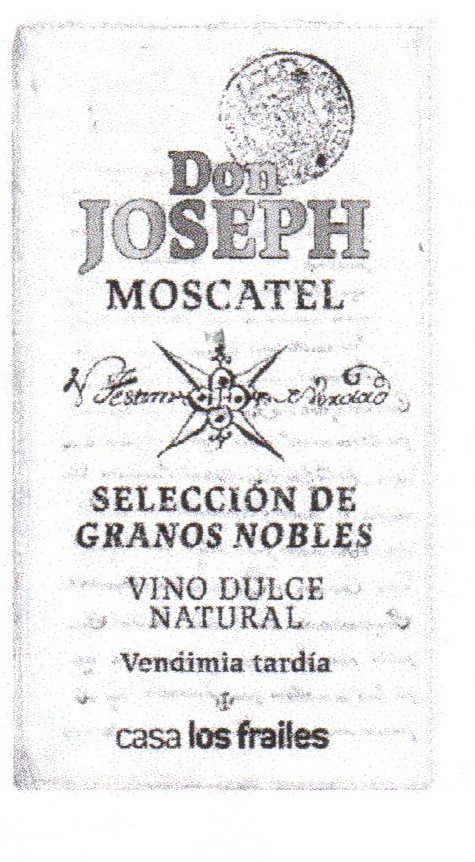 Don
JOSEPH
MOSCATEL
SELECCIÓN DE
GRANOS NOBLES
VINO DULCE
NATURAL
Vendimia tardía
casa los frailes